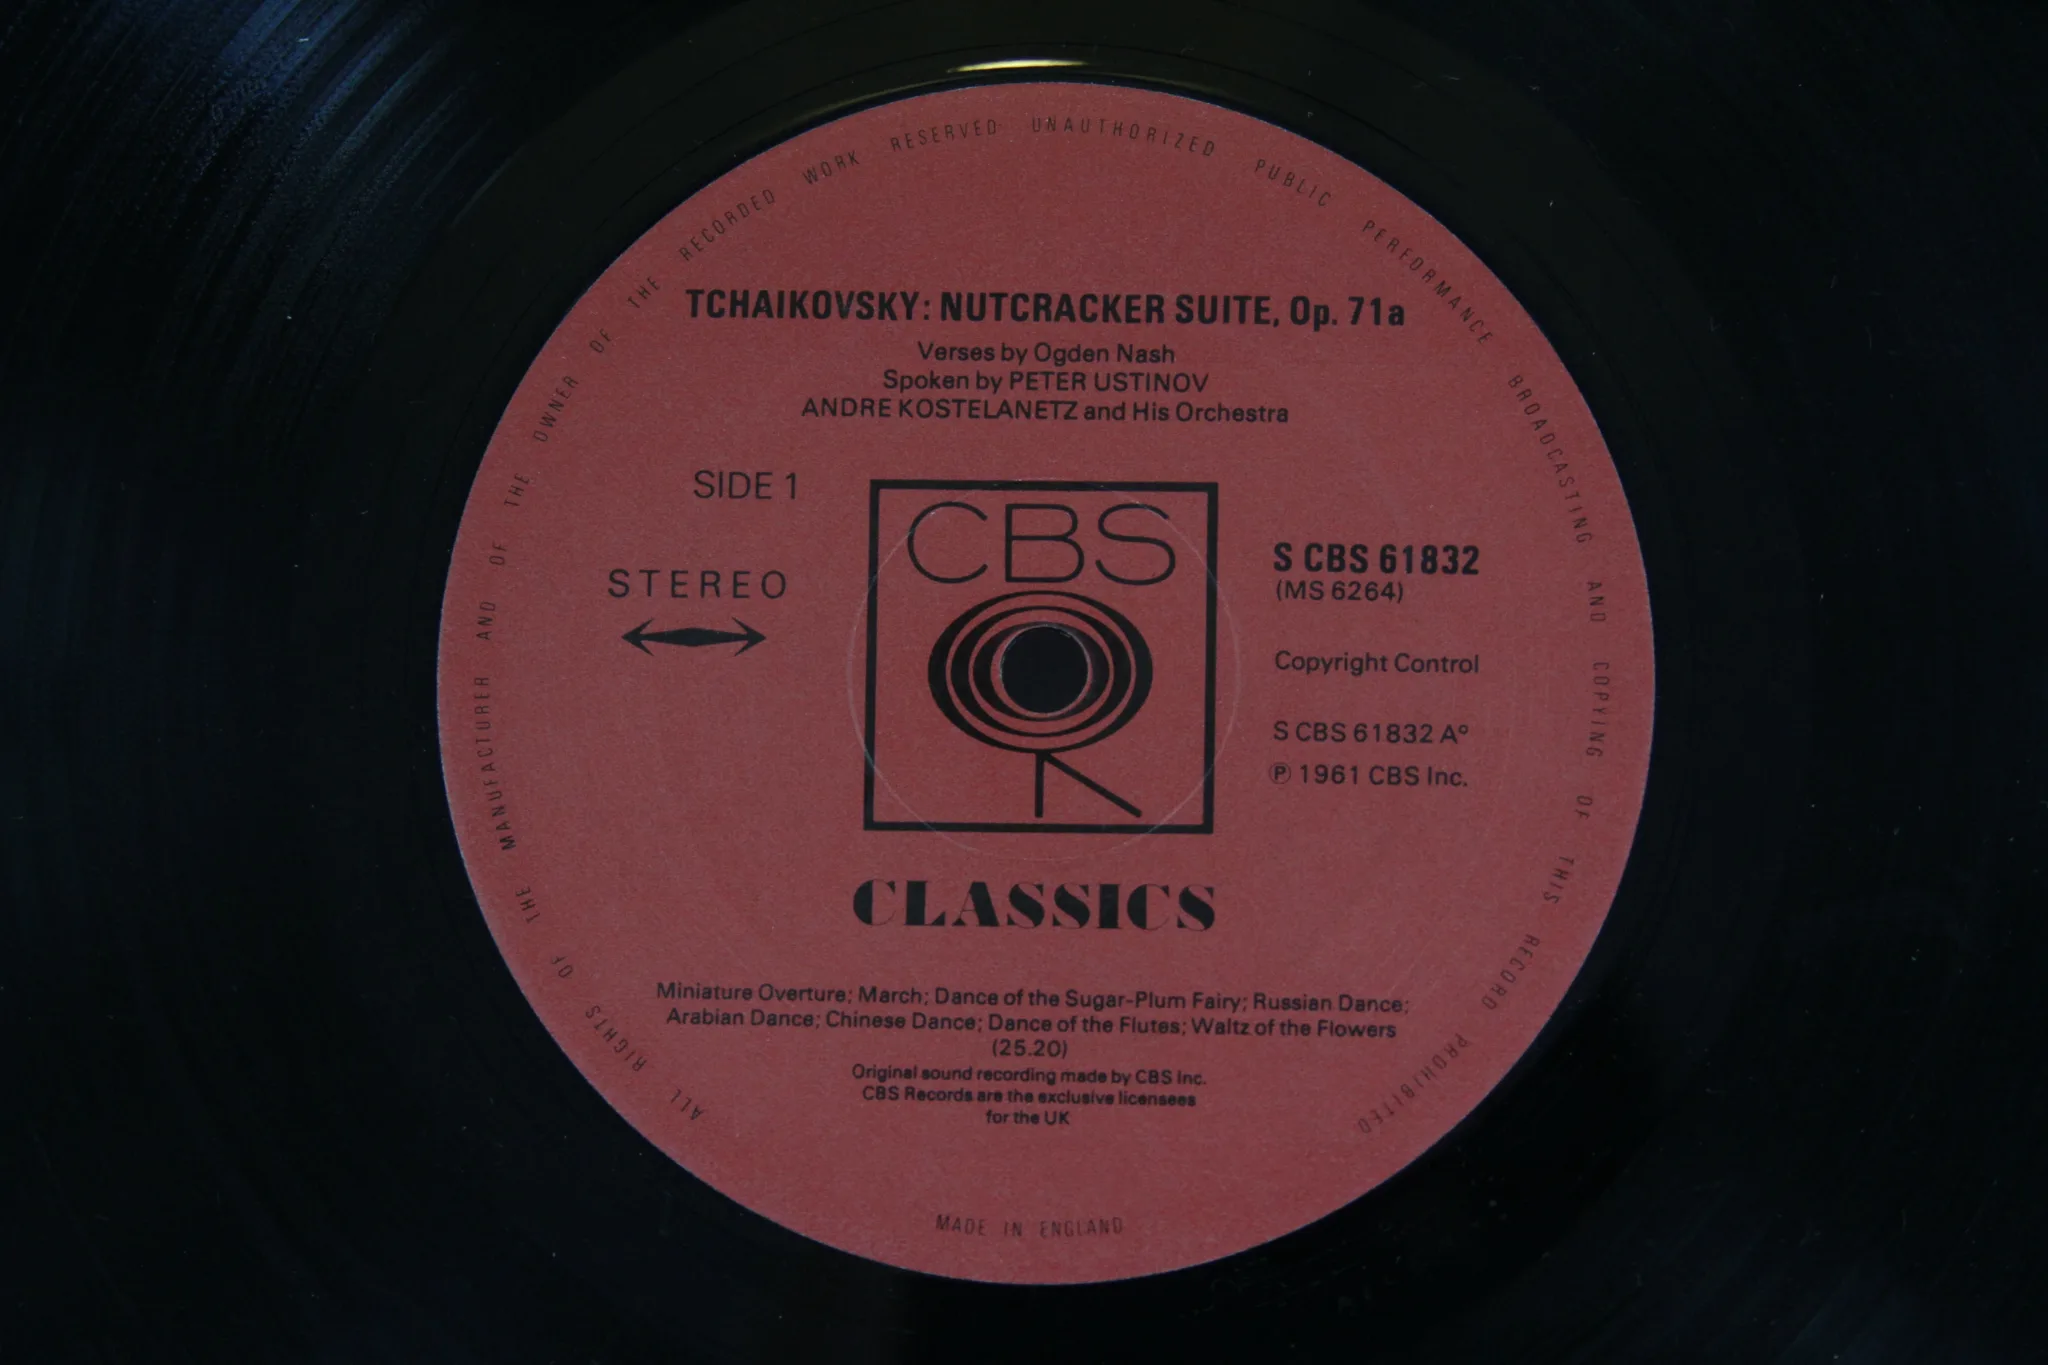 ALL RIGHTS OF THE MANUFACTURER AND OF THE OWNER OF THE RECORDED WORK RESERVED UNAUTHORIZED PUBLIC PERFORMANCE BROADCASTING AND COPYING OF THIS RECORD PROHIBITED
TCHAIKOVSKY: NUTCRACKER SUITE, Op. 71a
Verses by Ogden Nash
Spoken by PETER USTINOV
ANDRE KOSTELANETZ and His Orchestra
SIDE 1
STEREO
CBS
S CBS 61832
(MS 6264)
Copyright Control
S CBS 61832 Aº
℗ 1961 CBS Inc.
CLASSICS
Miniature Overture; March; Dance of the Sugar-Plum Fairy; Russian Dance;
Arabian Dance; Chinese Dance; Dance of the Flutes; Waltz of the Flowers
(25.20)
Original sound recording made by CBS Inc.
CBS Records are the exclusive licensees
for the UK
MADE IN ENGLAND